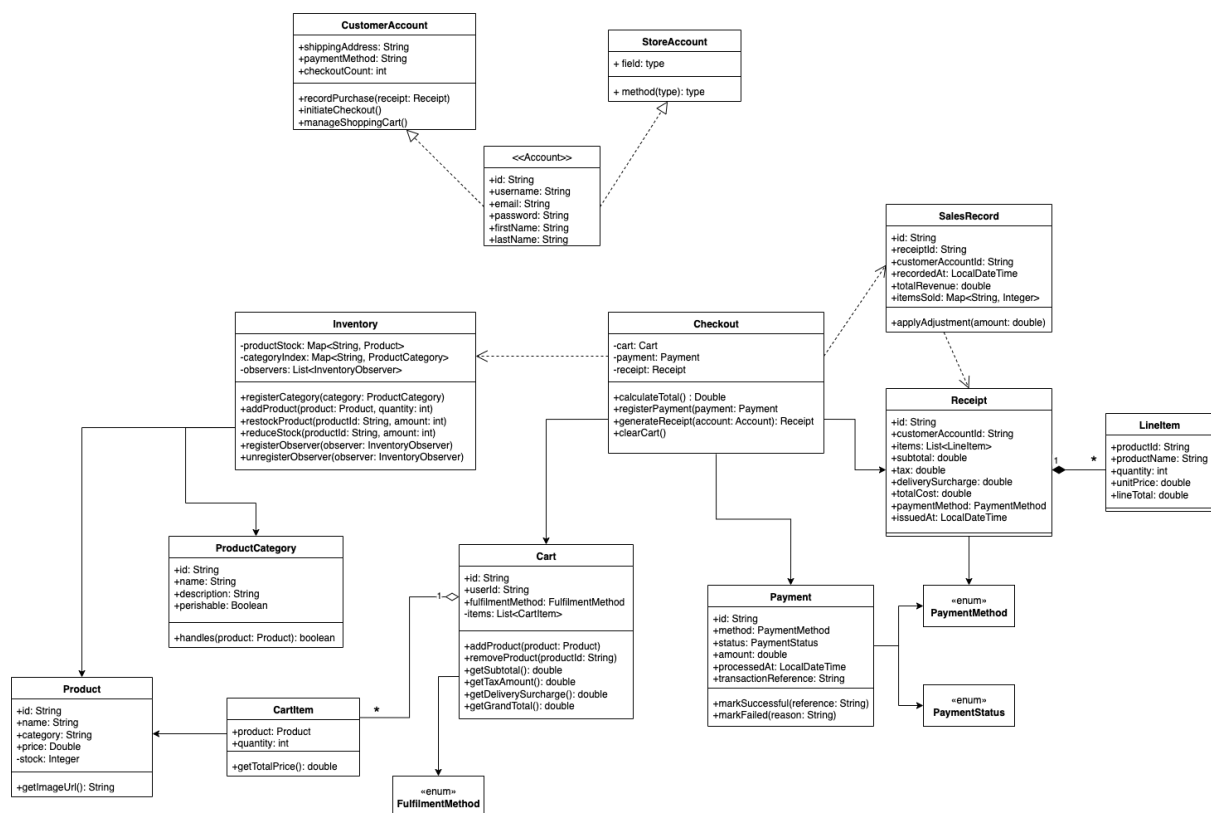 CustomerAccount
+shippingAddress: String
+paymentMethod: String
+checkoutCount: int
+recordPurchase(receipt: Receipt)
+initiateCheckout()
+manageShoppingCart()
StoreAccount
+ field: type
+ method(type): type
<<Account>>
+id: String
+username: String
+email: String
+password: String
+firstName: String
+lastName: String
SalesRecord
+id: String
+receiptId: String
+customerAccountId: String
+recordedAt: LocalDateTime
+totalRevenue: double
+itemsSold: Map<String, Integer>
+applyAdjustment(amount: double)
Inventory
-productStock: Map<String, Product>
-categoryIndex: Map<String, ProductCategory>
-observers: List<InventoryObserver>
+registerCategory(category: ProductCategory)
+addProduct(product: Product, quantity: int)
+restockProduct(productId: String, amount: int)
+reduceStock(productId: String, amount: int)
+registerObserver(observer: InventoryObserver)
+unregisterObserver(observer: InventoryObserver)
Checkout
-cart: Cart
-payment: Payment
-receipt: Receipt
+calculateTotal() : Double
+registerPayment(payment: Payment
+generateReceipt(account: Account): Receipt
+clearCart()
Receipt
+id: String
+customerAccountId: String
+items: List<LineItem>
+subtotal: double
+tax: double
+deliverySurcharge: double
+totalCost: double
+paymentMethod: PaymentMethod
+issuedAt: LocalDateTime
1
*
LineItem
+productId: String
+productName: String
+quantity: int
+unitPrice: double
+lineTotal: double
ProductCategory
+id: String
+name: String
+description: String
+perishable: Boolean
+handles(product: Product): boolean
Cart
+id: String
+userId: String
+fulfilmentMethod: FulfilmentMethod
-items: List<CartItem>
+addProduct(product: Product)
+removeProduct(productId: String)
+getSubtotal(): double
+getTaxAmount(): double
+getDeliverySurcharge(): double
+getGrandTotal(): double
1
*
Payment
+id: String
+method: PaymentMethod
+status: PaymentStatus
+amount: double
+processedAt: LocalDateTime
+transactionReference: String
+markSuccessful(reference: String)
+markFailed(reason: String)
«enum»
PaymentMethod
«enum»
PaymentStatus
Product
+id: String
+name: String
+category: String
+price: Double
-stock: Integer
+getImageUrl(): String
CartItem
+product: Product
+quantity: int
+getTotalPrice(): double
«enum»
FulfilmentMethod